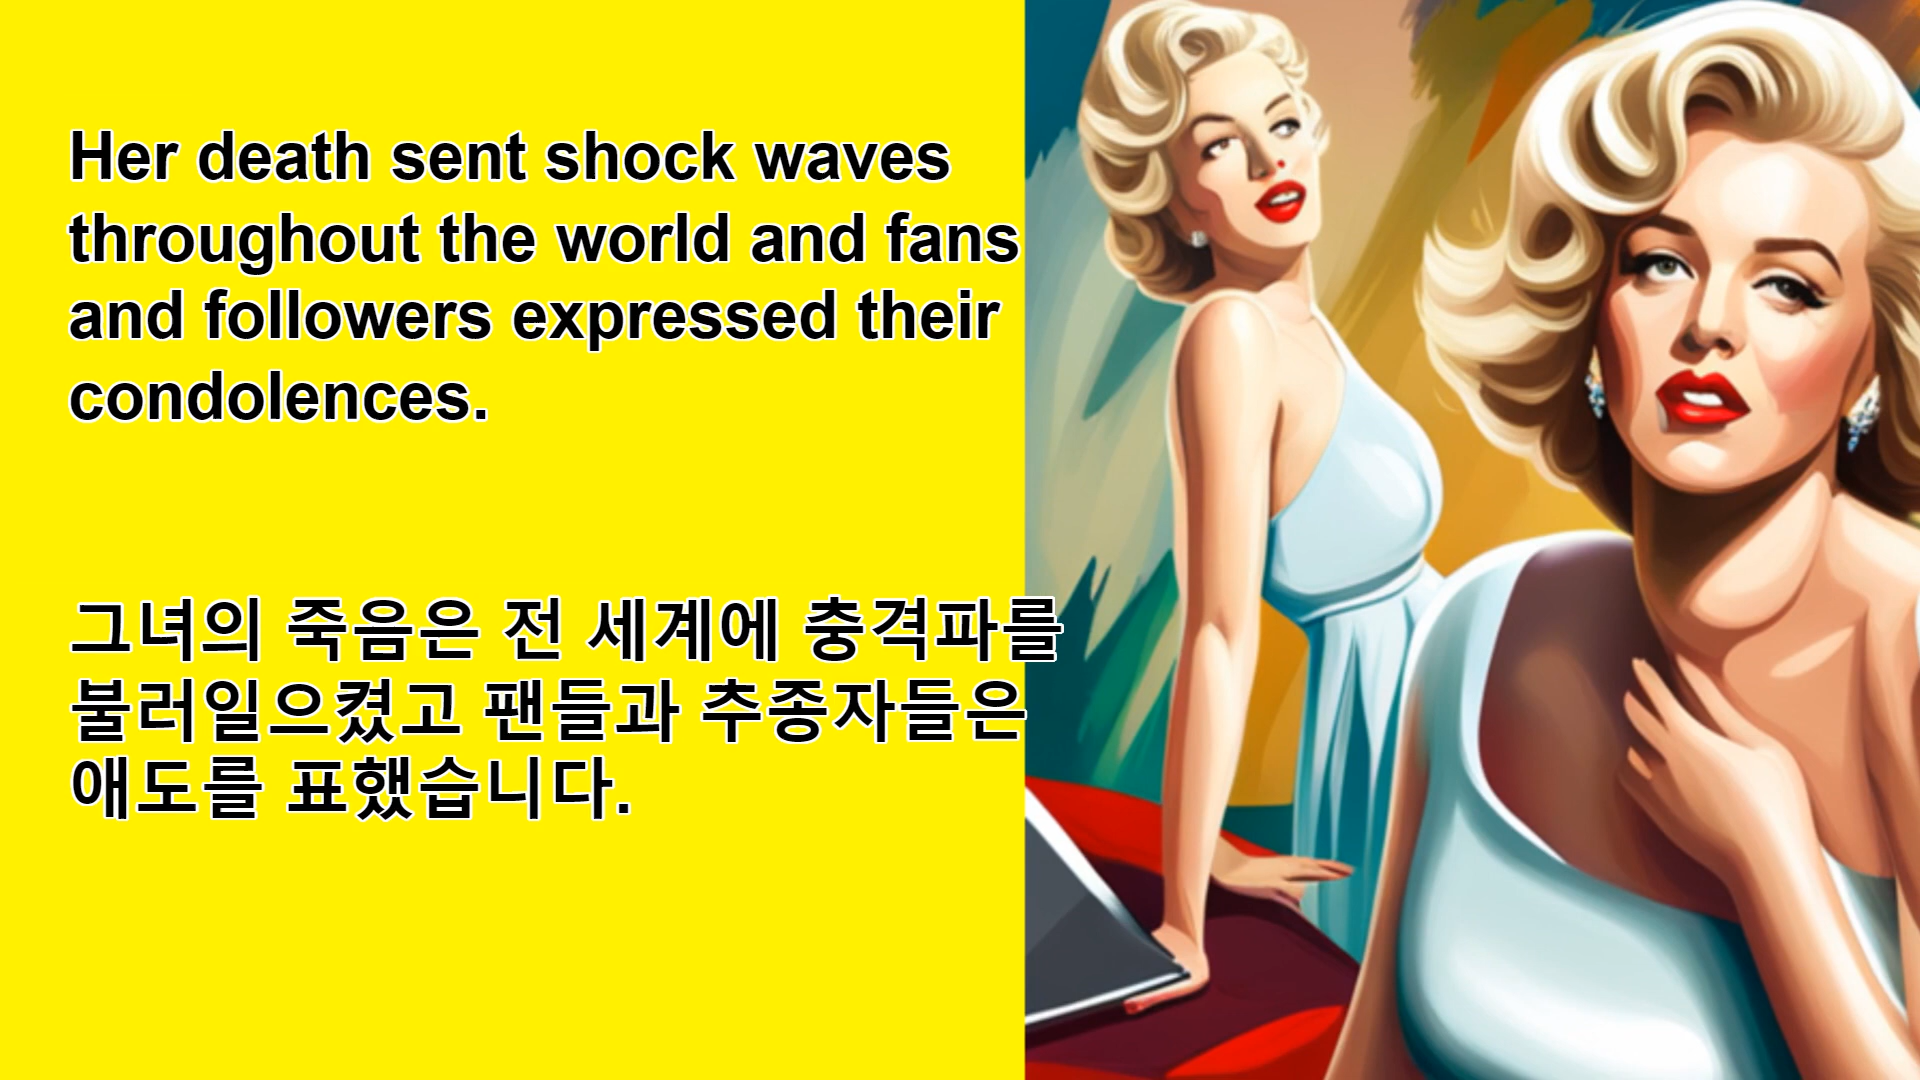 Her death sent shock waves
throughout the world and fans
and followers expressed their
condolences.
그녀의 죽음은 전 세계에 충격파를
불러일으켰고 팬들과 추종자들은
애도를 표했습니다.